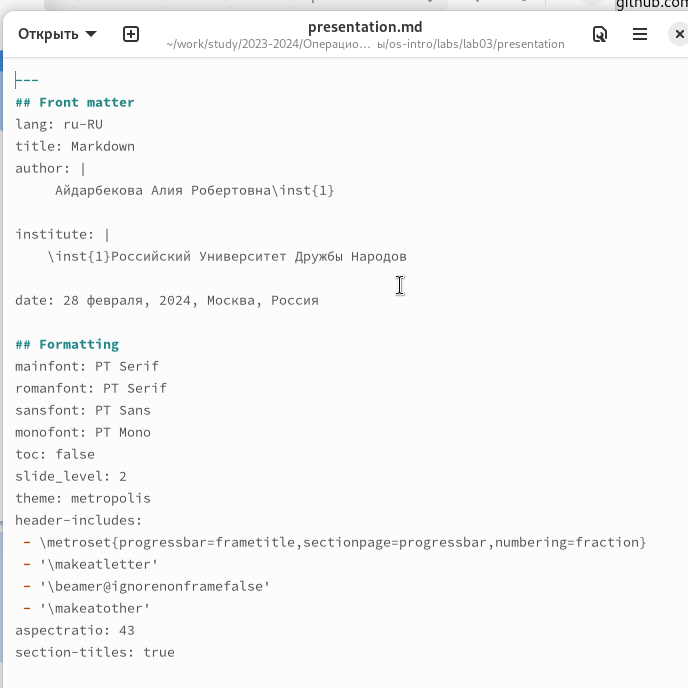 github.com
Открыть
presentation.md
~/work/study/2023-2024/Операцио… ы/os-intro/labs/lab03/presentation
---
## Front matter
lang: ru-RU
title: Markdown
author: |
Айдарбекова Алия Робертовна\inst{1}
institute: |
\inst{1}Российский Университет Дружбы Народов
date: 28 февраля, 2024, Москва, Россия
## Formatting
mainfont: PT Serif
romanfont: PT Serif
sansfont: PT Sans
monofont: PT Mono
toc: false
slide_level: 2
theme: metropolis
header-includes:
- \metroset{progressbar=frametitle,sectionpage=progressbar,numbering=fraction}
- '\makeatletter'
- '\beamer@ignorenonframefalse'
- '\makeatother'
aspectratio: 43
section-titles: true